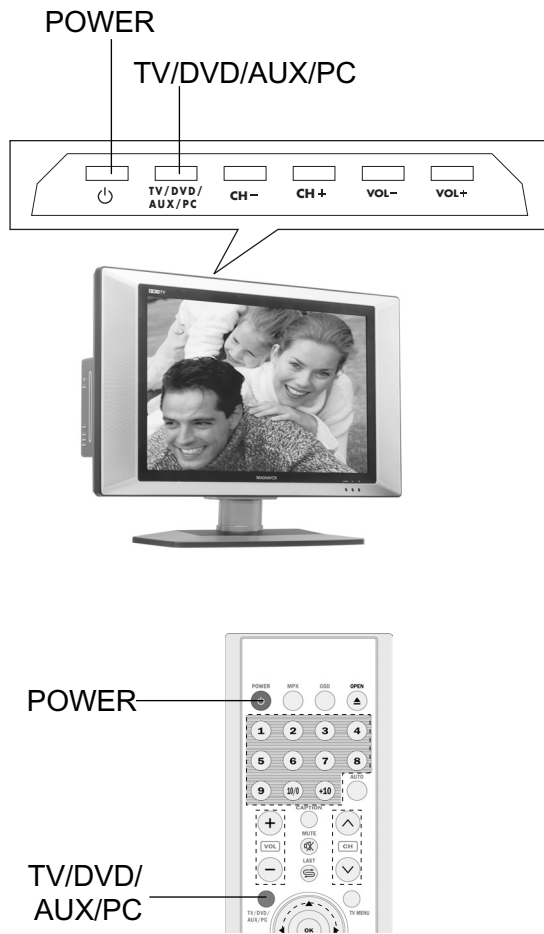 POWER
TV/DVD/AUX/PC
TV/DVD/
AUX/PC
CH− CH+ VOL− VOL+
MAGNAVOX
POWER
POWER MPX OSD OPEN
1 2 3 4
5 6 7 8
AUTO
9 10/0 +10
CAPTION
+
MUTE
VOL CH
LAST
−
TV/DVD/
AUX/PC
TV/DVD/
AUX/PC
TV MENU
OK